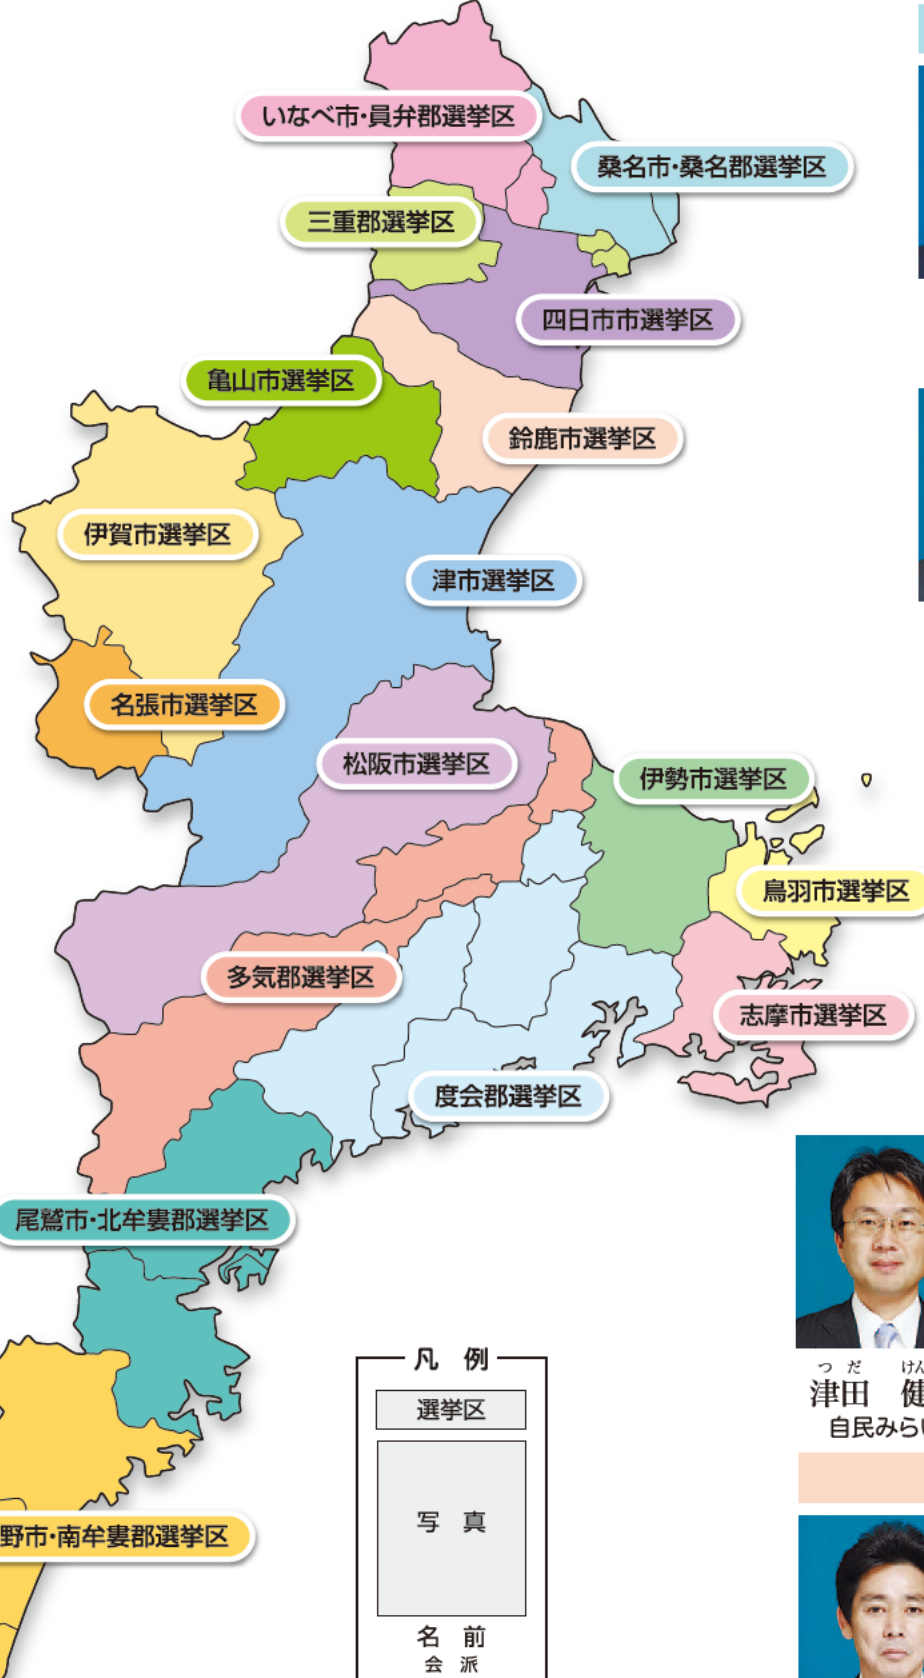 いなべ市・員弁郡選挙区
桑名市・桑名郡選挙区
三重郡選挙区
四日市市選挙区
亀山市選挙区
鈴鹿市選挙区
伊賀市選挙区
津市選挙区
名張市選挙区
松阪市選挙区
伊勢市選挙区
鳥羽市選挙区
多気郡選挙区
志摩市選挙区
度会郡選挙区
尾鷲市・北牟婁郡選挙区
野市・南牟婁郡選挙区
凡 例
選挙区
写 真
名 前
会 派
つ だ けん
津田 健
自民みらい